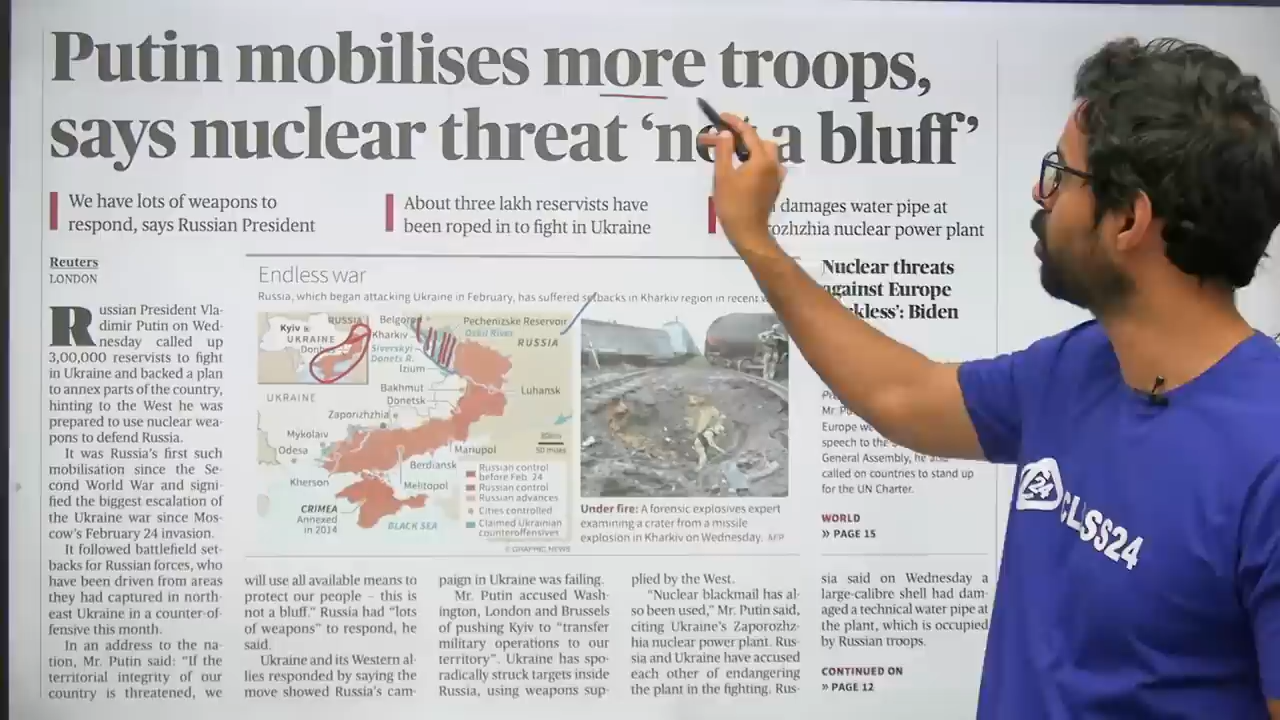 Putin mobilises more troops,
says nuclear threat ‘not a bluff’
We have lots of weapons to
respond, says Russian President
About three lakh reservists have
been roped in to fight in Ukraine
damages water pipe at
nuclear power plant
Reuters
LONDON
Russian President Vla-
dimir Putin on Wed-
nesday called up
3,00,000 reservists to fight
in Ukraine and backed a plan
to annex parts of the country,
hinting to the West he was
prepared to use nuclear wea-
pons to defend Russia.
It was Russia’s first such
mobilisation since the Se-
cond World War and signi-
fied the biggest escalation of
the Ukraine war since Mos-
cow’s February 24 invasion.
It followed battlefield set-
backs for Russian forces, who
have been driven from areas
they had captured in north-
east Ukraine in a counter-of-
fensive this month.
In an address to the na-
tion, Mr. Putin said: “If the
territorial integrity of our
country is threatened, we
Endless war
Russia, which began attacking Ukraine in February, has suffered setbacks in Kharkiv region in recent
RUSSIA
Kyiv
UKRAINE
Belgorod
Pechenizske Reservoir
Kharkiv
Oskil River
RUSSIA
Siverskyi
Donets R.
Izium
Bakhmut
Luhansk
Donetsk
UKRAINE
Zaporizhzhia
Mykolaiv
Odesa
Mariupol
Berdiansk
Kherson
Melitopol
CRIMEA
Annexed
in 2014
BLACK SEA
50 miles
Russian control
before Feb. 24
Russian control
Russian advances
Cities controlled
Claimed Ukrainian
counteroffensives
© GRAPHIC NEWS
Under fire: A forensic explosives expert
examining a crater from a missile
explosion in Kharkiv on Wednesday. AFP
will use all available means to
protect our people – this is
not a bluff.” Russia had “lots
of weapons” to respond, he
said.
Ukraine and its Western al-
lies responded by saying the
move showed Russia’s cam-
paign in Ukraine was failing.
Mr. Putin accused Wash-
ington, London and Brussels
of pushing Kyiv to “transfer
military operations to our
territory”. Ukraine has spo-
radically struck targets inside
Russia, using weapons sup-
plied by the West.
“Nuclear blackmail has al-
so been used,” Mr. Putin said,
citing Ukraine’s Zaporozhz-
hia nuclear power plant. Rus-
sia and Ukraine have accused
each other of endangering
the plant in the fighting. Rus-
Nuclear threats
against Europe
Biden
Europe
speech to the
General Assembly, he
called on countries to stand up
for the UN Charter.
WORLD
» PAGE 15
sia said on Wednesday a
large-calibre shell had dam-
aged a technical water pipe at
the plant, which is occupied
by Russian troops.
CONTINUED ON
» PAGE 12
24
CLSS24